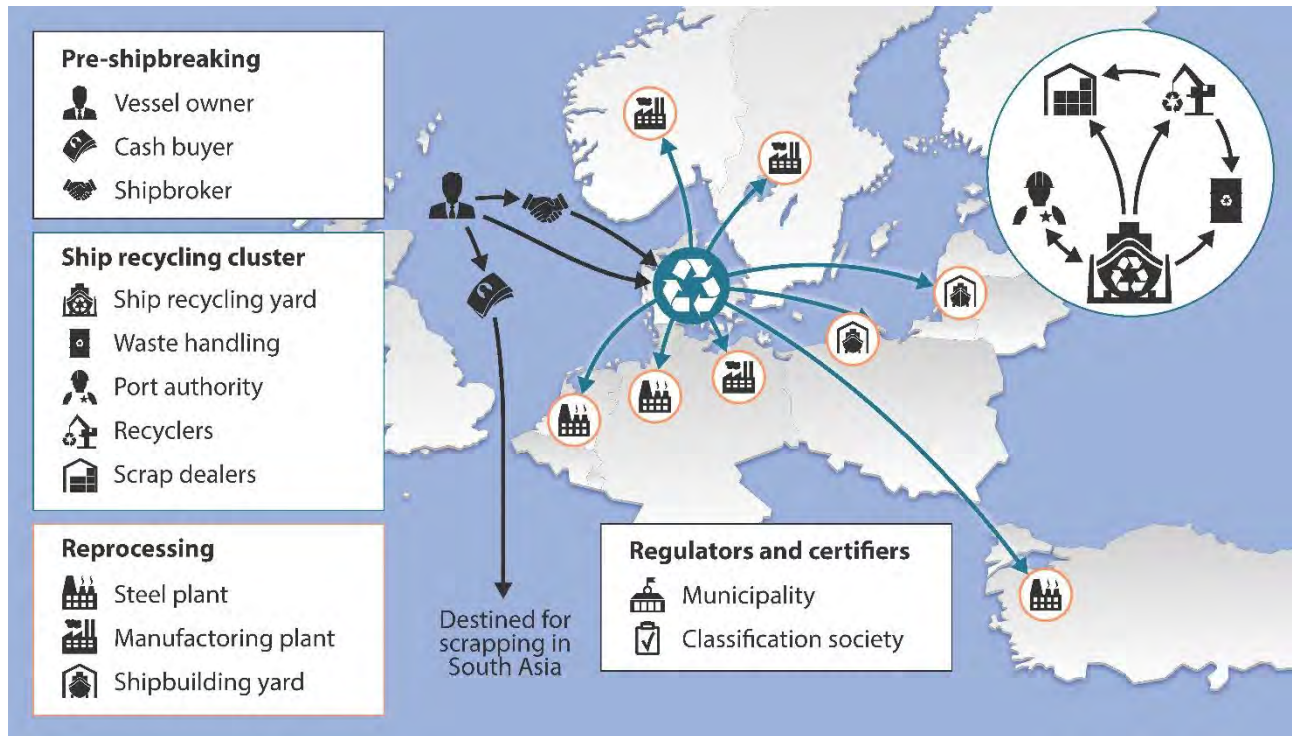 Pre-shipbreaking
Vessel owner
Cash buyer
Shipbroker
Ship recycling cluster
Ship recycling yard
Waste handling
Port authority
Recyclers
Scrap dealers
Reprocessing
Steel plant
Manufactoring plant
Shipbuilding yard
Destined for
scrapping in
South Asia
Regulators and certifiers
Municipality
Classification society